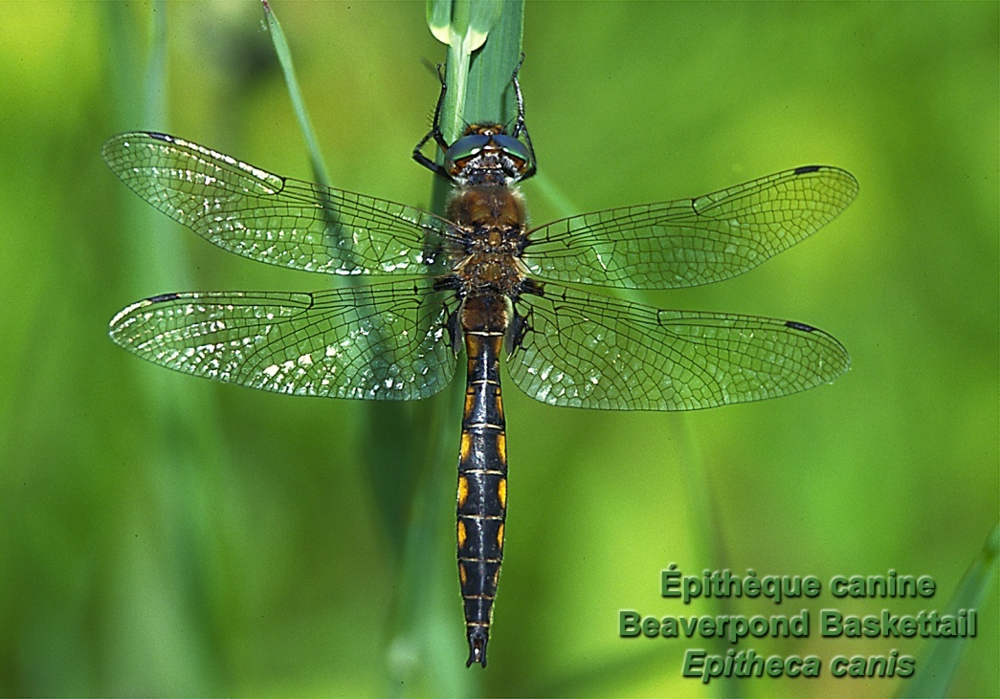 Épithèque canine
Beaverpond Baskettail
Epitheca canis